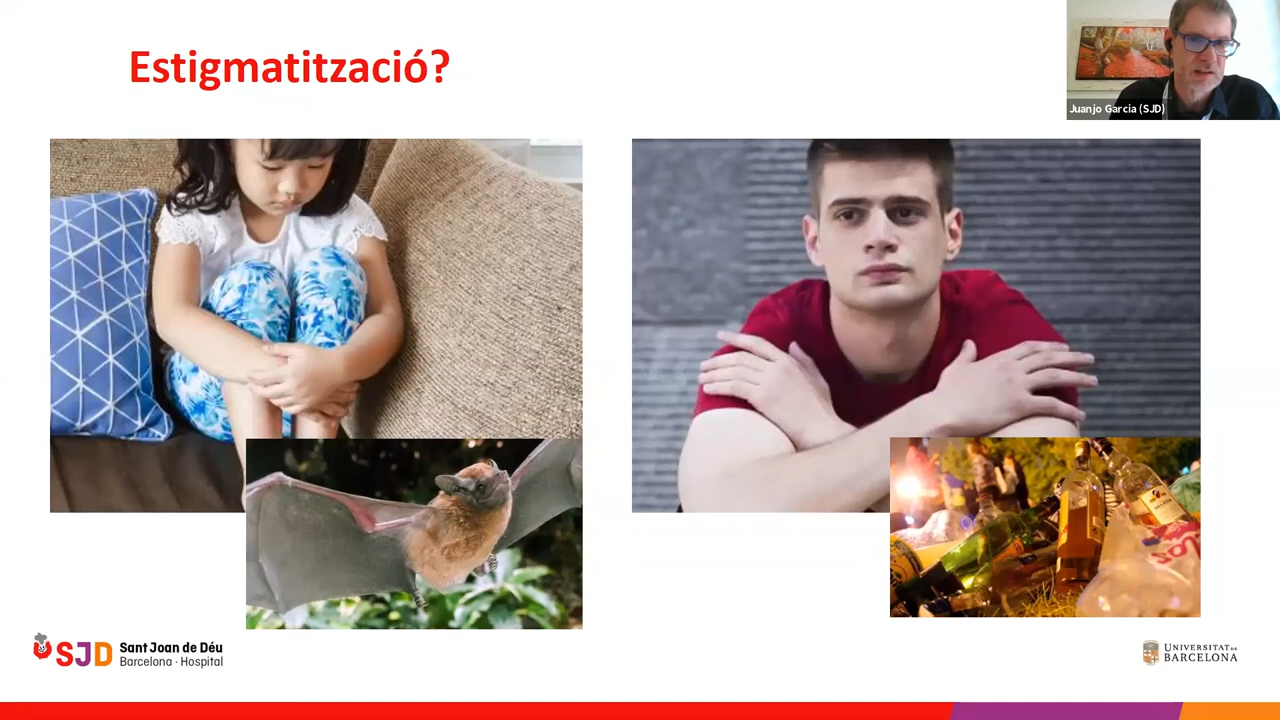 Estigmatització?
Juanjo Garcia (SJD)
SJD
Sant Joan de Déu
Barcelona · Hospital
UNIVERSITAT DE
BARCELONA